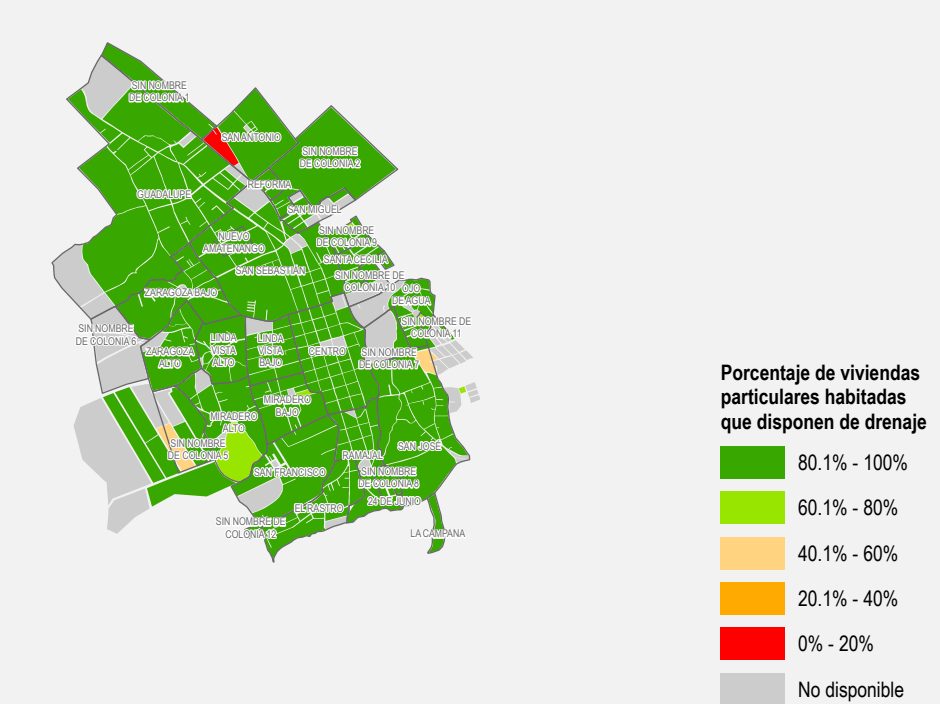 SIN NOMBRE
DE COLONIA 1
SAN ANTONIO
SIN NOMBRE
DE COLONIA 2
REFORMA
GUADALUPE
SAN MIGUEL
SIN NOMBRE
DE COLONIA 9
NUEVO
AMATENANGO
SANTA CECILIA
SAN SEBASTIÁN
SIN NOMBRE DE
COLONIA 10
OJO
DE AGUA
ZARAGOZA BAJO
SIN NOMBRE DE
COLONIA 11
SIN NOMBRE
DE COLONIA 6
LINDA
VISTA
ALTO
LINDA
VISTA
BAJO
CENTRO
ZARAGOZA
ALTO
SIN NOMBRE
DE COLONIA 7
MIRADERO
BAJO
MIRADERO
ALTO
SIN NOMBRE
DE COLONIA 5
SAN JOSÉ
RAMAJAL
SAN FRANCISCO
SIN NOMBRE
DE COLONIA 8
24 DE JUNIO
EL RASTRO
SIN NOMBRE DE
COLONIA 12
LA CAMPANA
Porcentaje de viviendas
particulares habitadas
que disponen de drenaje
80.1% - 100%
60.1% - 80%
40.1% - 60%
20.1% - 40%
0% - 20%
No disponible